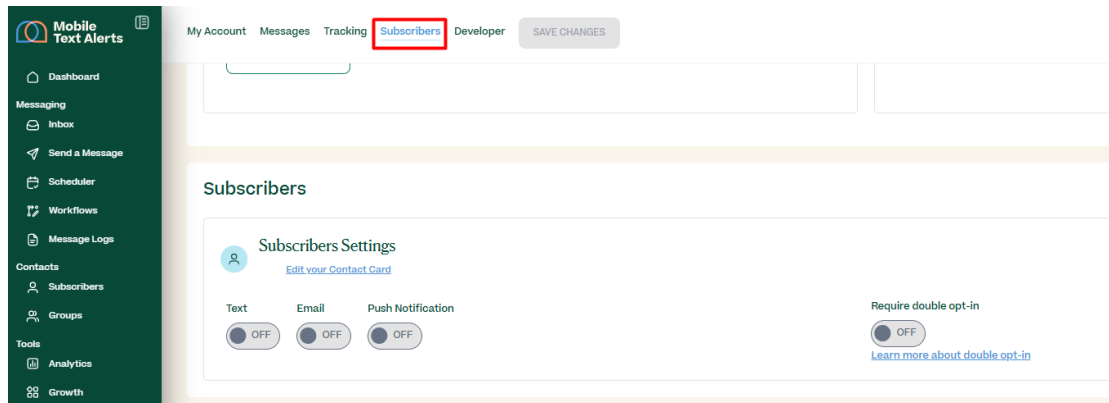 Mobile
Text Alerts
My Account Messages Tracking Subscribers Developer SAVE CHANGES
Dashboard
Messaging
Inbox
Send a Message
Scheduler
Workflows
Message Logs
Contacts
Subscribers
Groups
Tools
Analytics
Growth
Subscribers
Subscribers Settings
Edit your Contact Card
Text Email Push Notification
OFF OFF OFF
Require double opt-in
OFF
Learn more about double opt-in